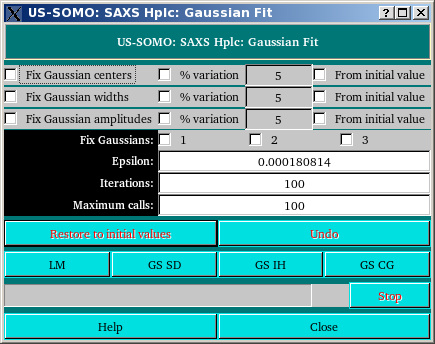 US-SOMO: SAXS Hplc: Gaussian Fit
US-SOMO: SAXS Hplc: Gaussian Fit
Fix Gaussian centers % variation 5 From initial value
Fix Gaussian widths % variation 5 From initial value
Fix Gaussian amplitudes % variation 5 From initial value
Fix Gaussians: 1 2 3
Epsilon: 0.000180814
Iterations: 100
Maximum calls: 100
Restore to initial values Undo
LM GS SD GS IH GS CG
Stop
Help Close